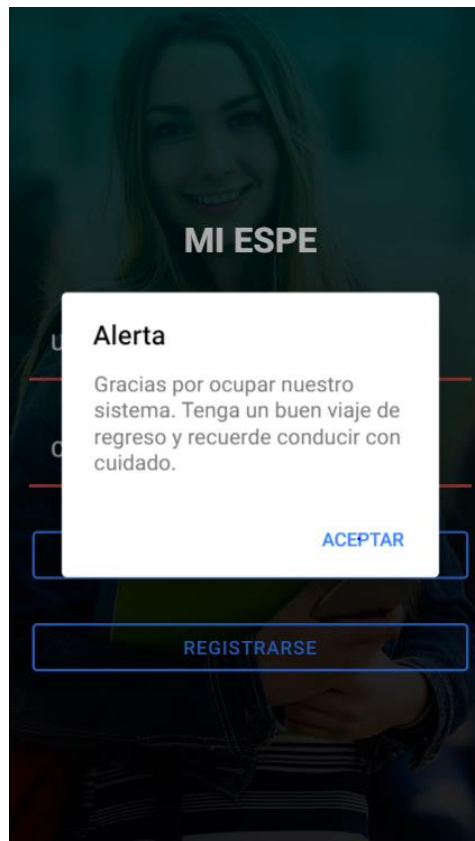 MI ESPE
U
Alerta
Gracias por ocupar nuestro
sistema. Tenga un buen viaje de
regreso y recuerde conducir con
cuidado.
C
ACEPTAR
REGISTRARSE